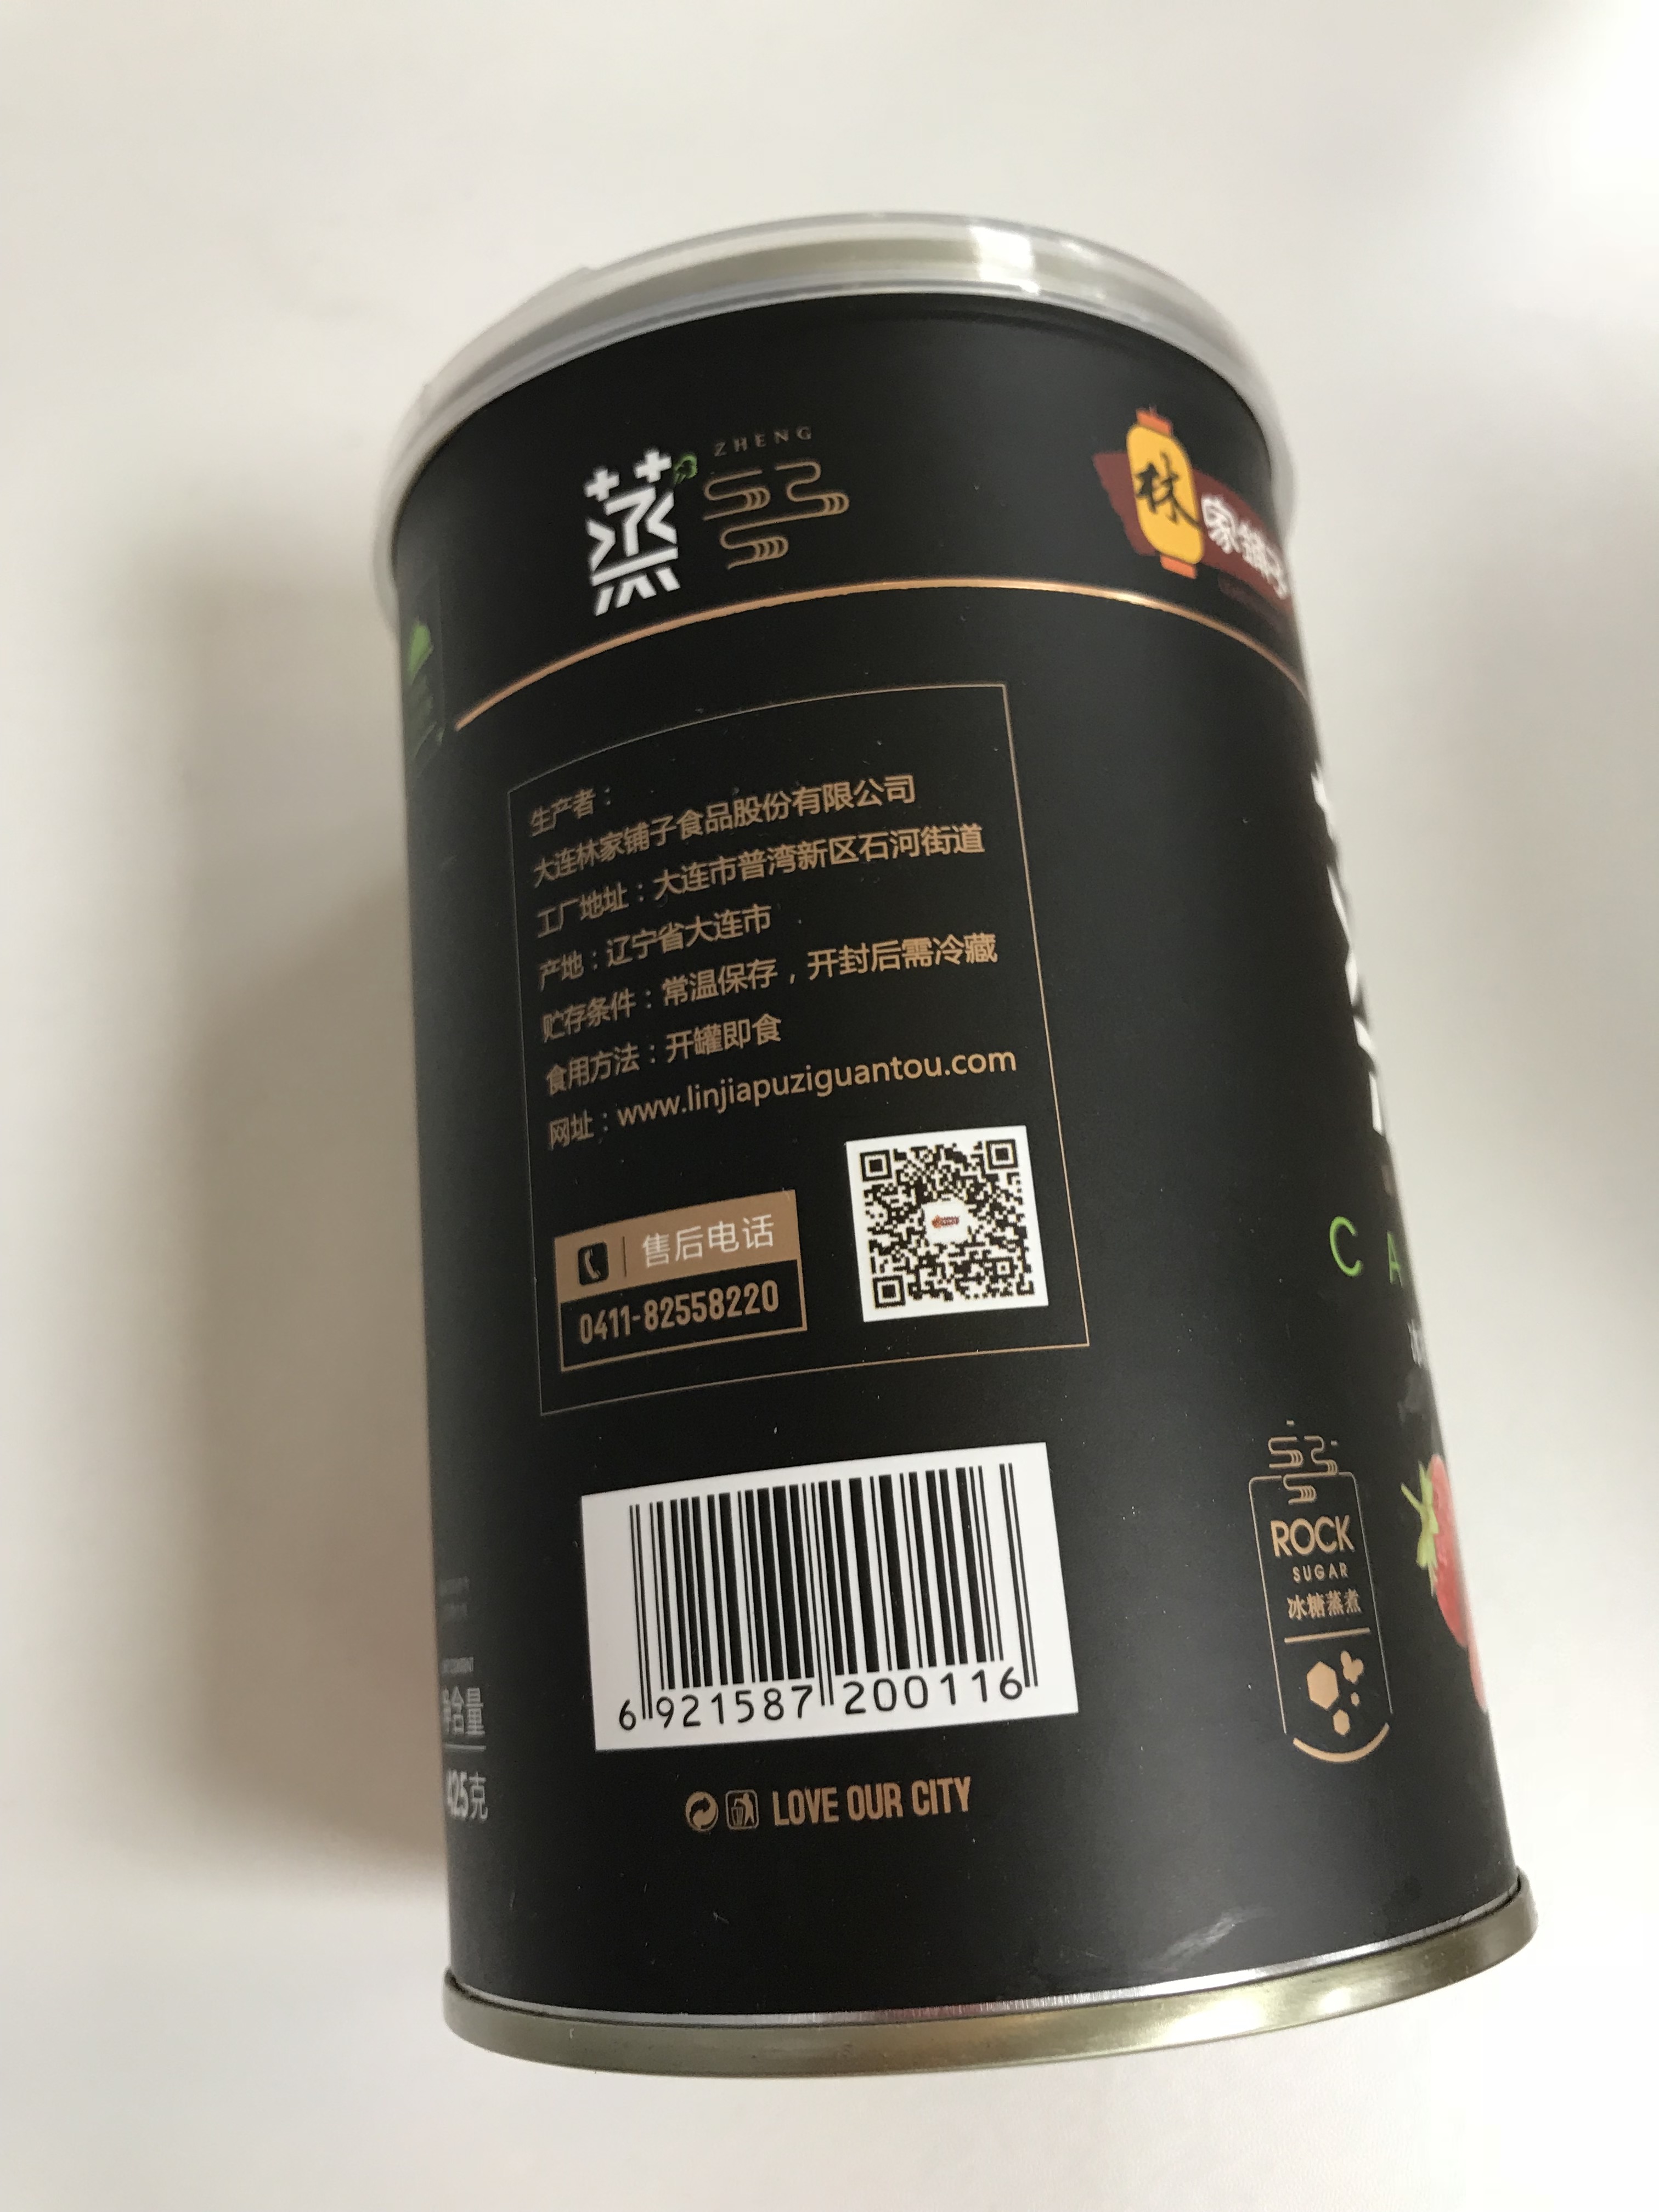 ZHENG
蒸
林
家铺子
生产者：
大连林家铺子食品股份有限公司
工厂地址：大连市普湾新区石河街道
产地：辽宁省大连市
贮存条件：常温保存，开封后需冷藏
食用方法：开罐即食
网址：www.linjiapuziguantou.com
售后电话
0411-82558220
C A
ROCK
SUGAR
冰糖蒸煮
6 921587 200116
含量
425克
LOVE OUR CITY